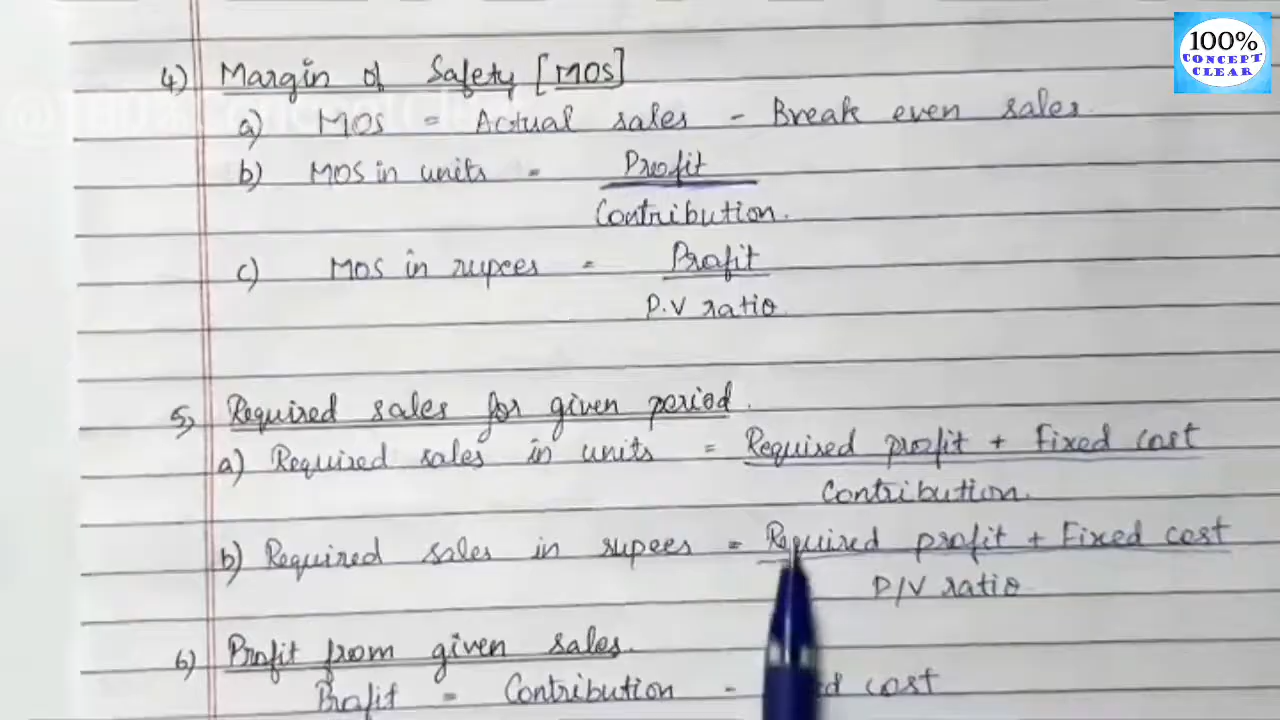 100%
CONCEPT
CLEAR
4) Margin of Safety [MOS]
a) MOS = Actual sales - Break even sales.
b) MOS in units = Profit
Contribution.
c) MOS in rupees = Profit
P.V ratio
5) Required sales for given period.
a) Required sales in units = Required profit + Fixed cost
Contribution.
b) Required sales in rupees = Required profit + Fixed cost
P/V ratio
6) Profit from given sales.
Profit = Contribution - cost